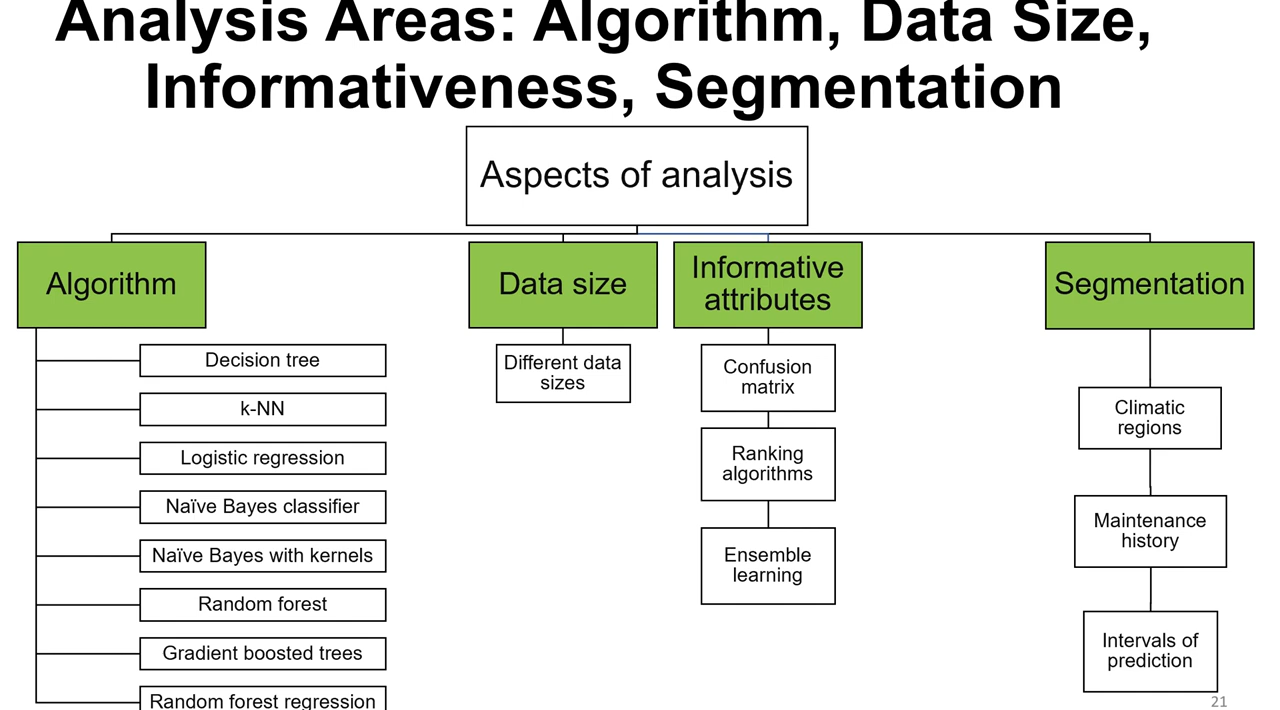 Analysis Areas: Algorithm, Data Size,
Informativeness, Segmentation
Aspects of analysis
Algorithm
Decision tree
k-NN
Logistic regression
Naïve Bayes classifier
Naïve Bayes with kernels
Random forest
Gradient boosted trees
Random forest regression
Data size
Different data
sizes
Informative
attributes
Confusion
matrix
Ranking
algorithms
Ensemble
learning
Segmentation
Climatic
regions
Maintenance
history
Intervals of
prediction
21